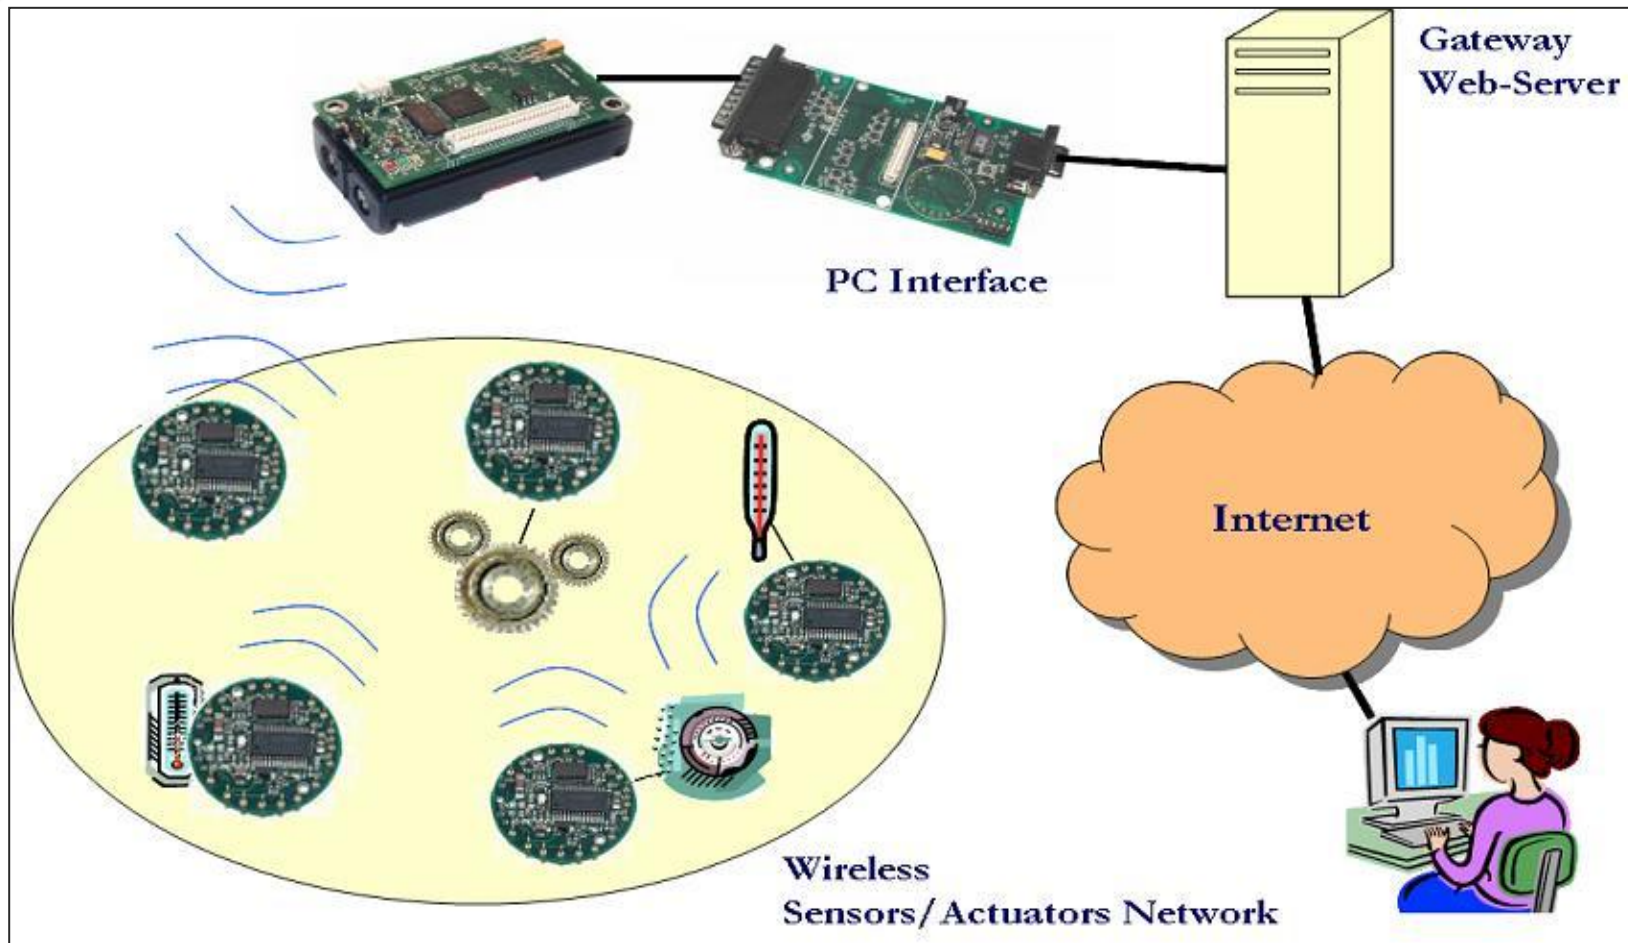 Gateway
Web-Server
PC Interface
Internet
Wireless
Sensors/Actuators Network